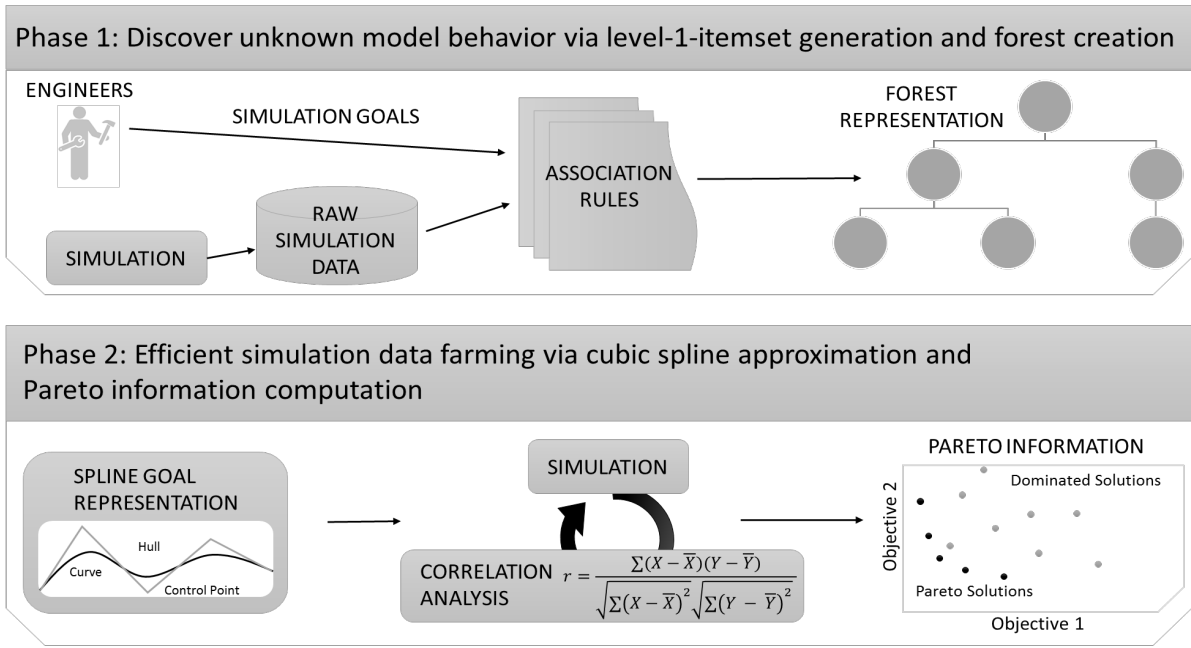 Phase 1: Discover unknown model behavior via level-1-itemset generation and forest creation
ENGINEERS
SIMULATION GOALS
FOREST
REPRESENTATION
ASSOCIATION
RULES
RAW
SIMULATION
DATA
SIMULATION
Phase 2: Efficient simulation data farming via cubic spline approximation and
Pareto information computation
SPLINE GOAL
REPRESENTATION
Hull
Curve
Control Point
SIMULATION
CORRELATION
ANALYSIS
r = ∑(X − X̅)(Y − Y̅) / √∑(X − X̅)² √∑(Y − Y̅)²
PARETO INFORMATION
Dominated Solutions
Objective 2
Pareto Solutions
Objective 1